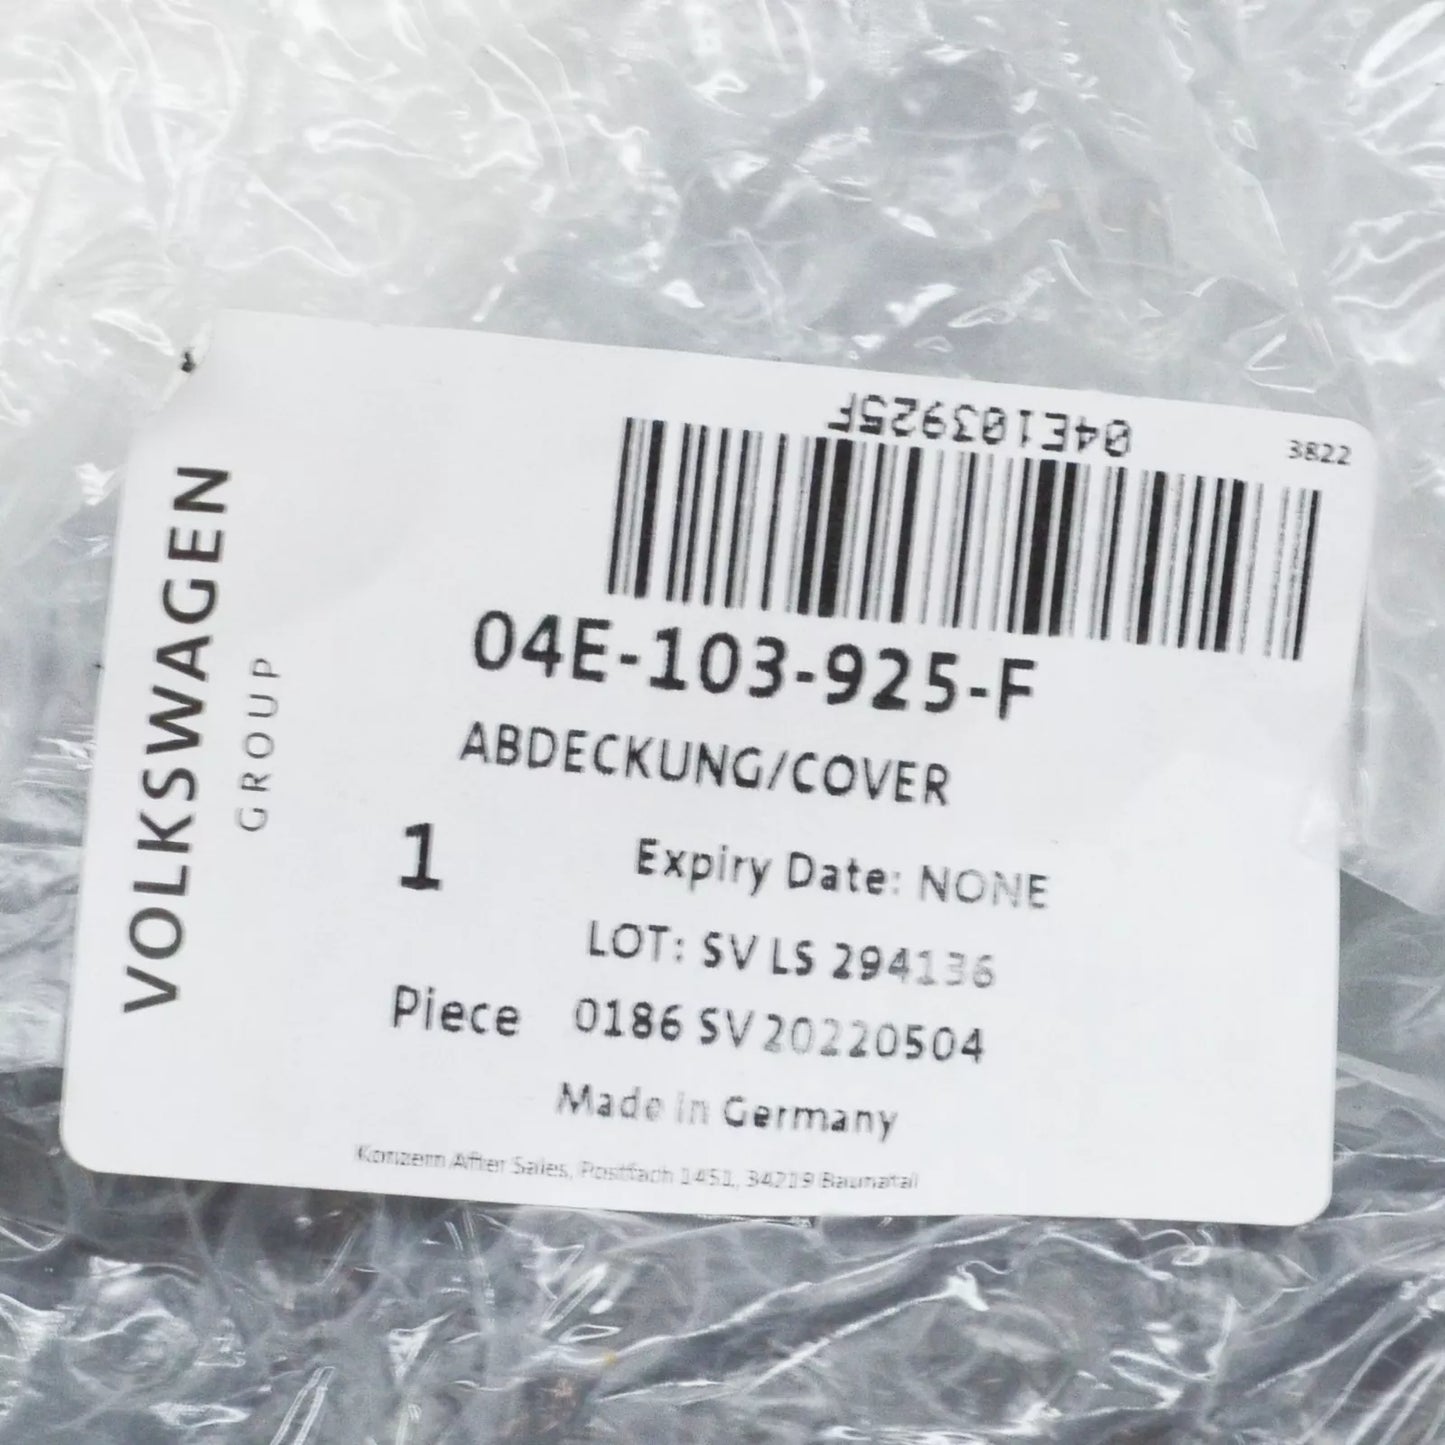 VOLKSWAGEN
GROUP
04E103925F
3822
04E-103-925-F
ABDECKUNG/COVER
1
Expiry Date: NONE
LOT: SV LS 294136
Piece 0186 SV 20220504
Made in Germany
Konzern After Sales, Postfach 1451, 34219 Baunatal